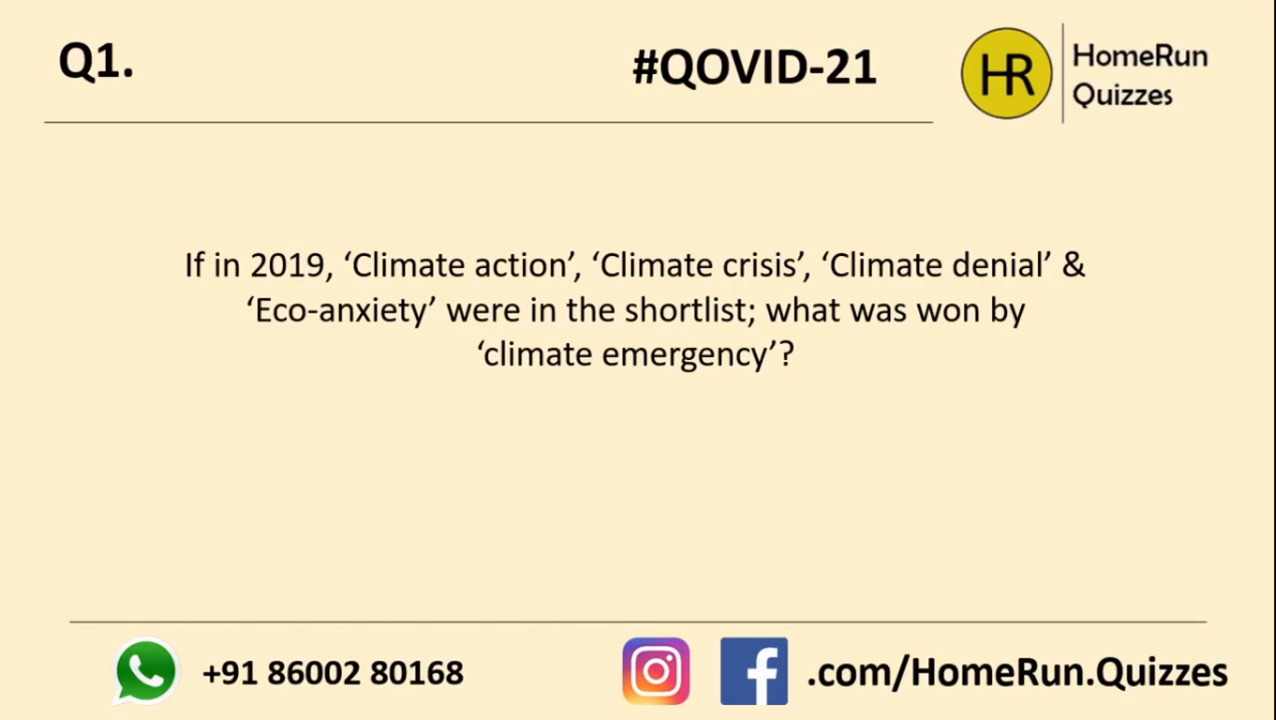 Q1.
#QOVID-21
HR
HomeRun
Quizzes
If in 2019, ‘Climate action’, ‘Climate crisis’, ‘Climate denial’ &
‘Eco-anxiety’ were in the shortlist; what was won by
‘climate emergency’?
+91 86002 80168
.com/HomeRun.Quizzes